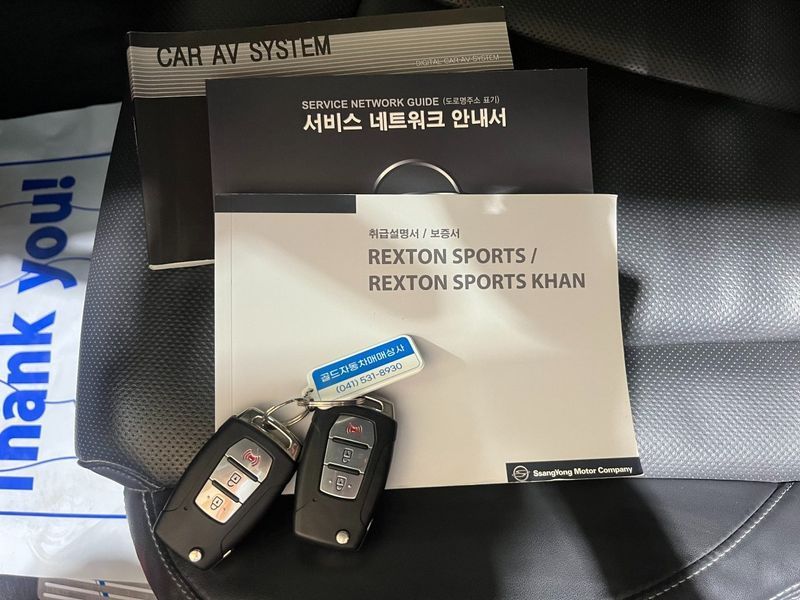 CAR AV SYSTEM
DIGITAL CAR AV SYSTEM
SERVICE NETWORK GUIDE (도로명주소 표기)
서비스 네트워크 안내서
취급설명서 / 보증서
REXTON SPORTS /
REXTON SPORTS KHAN
골드자동차매매상사
(041) 531-8930
SsangYong Motor Company
Thank you!